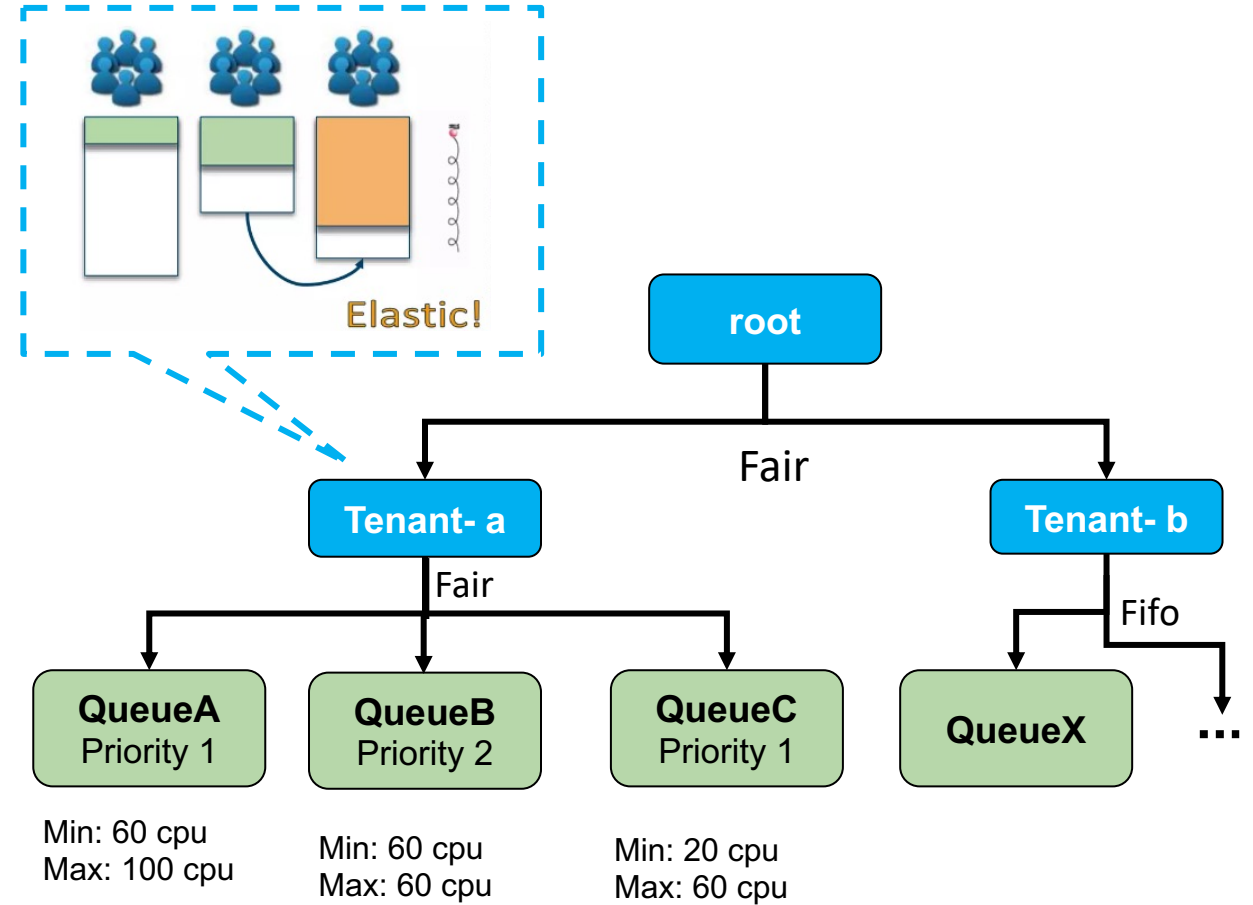 Elastic!
root
Fair
Tenant- a
Tenant- b
Fair
Fifo
QueueA
Priority 1
QueueB
Priority 2
QueueC
Priority 1
QueueX
...
Min: 60 cpu
Max: 100 cpu
Min: 60 cpu
Max: 60 cpu
Min: 20 cpu
Max: 60 cpu